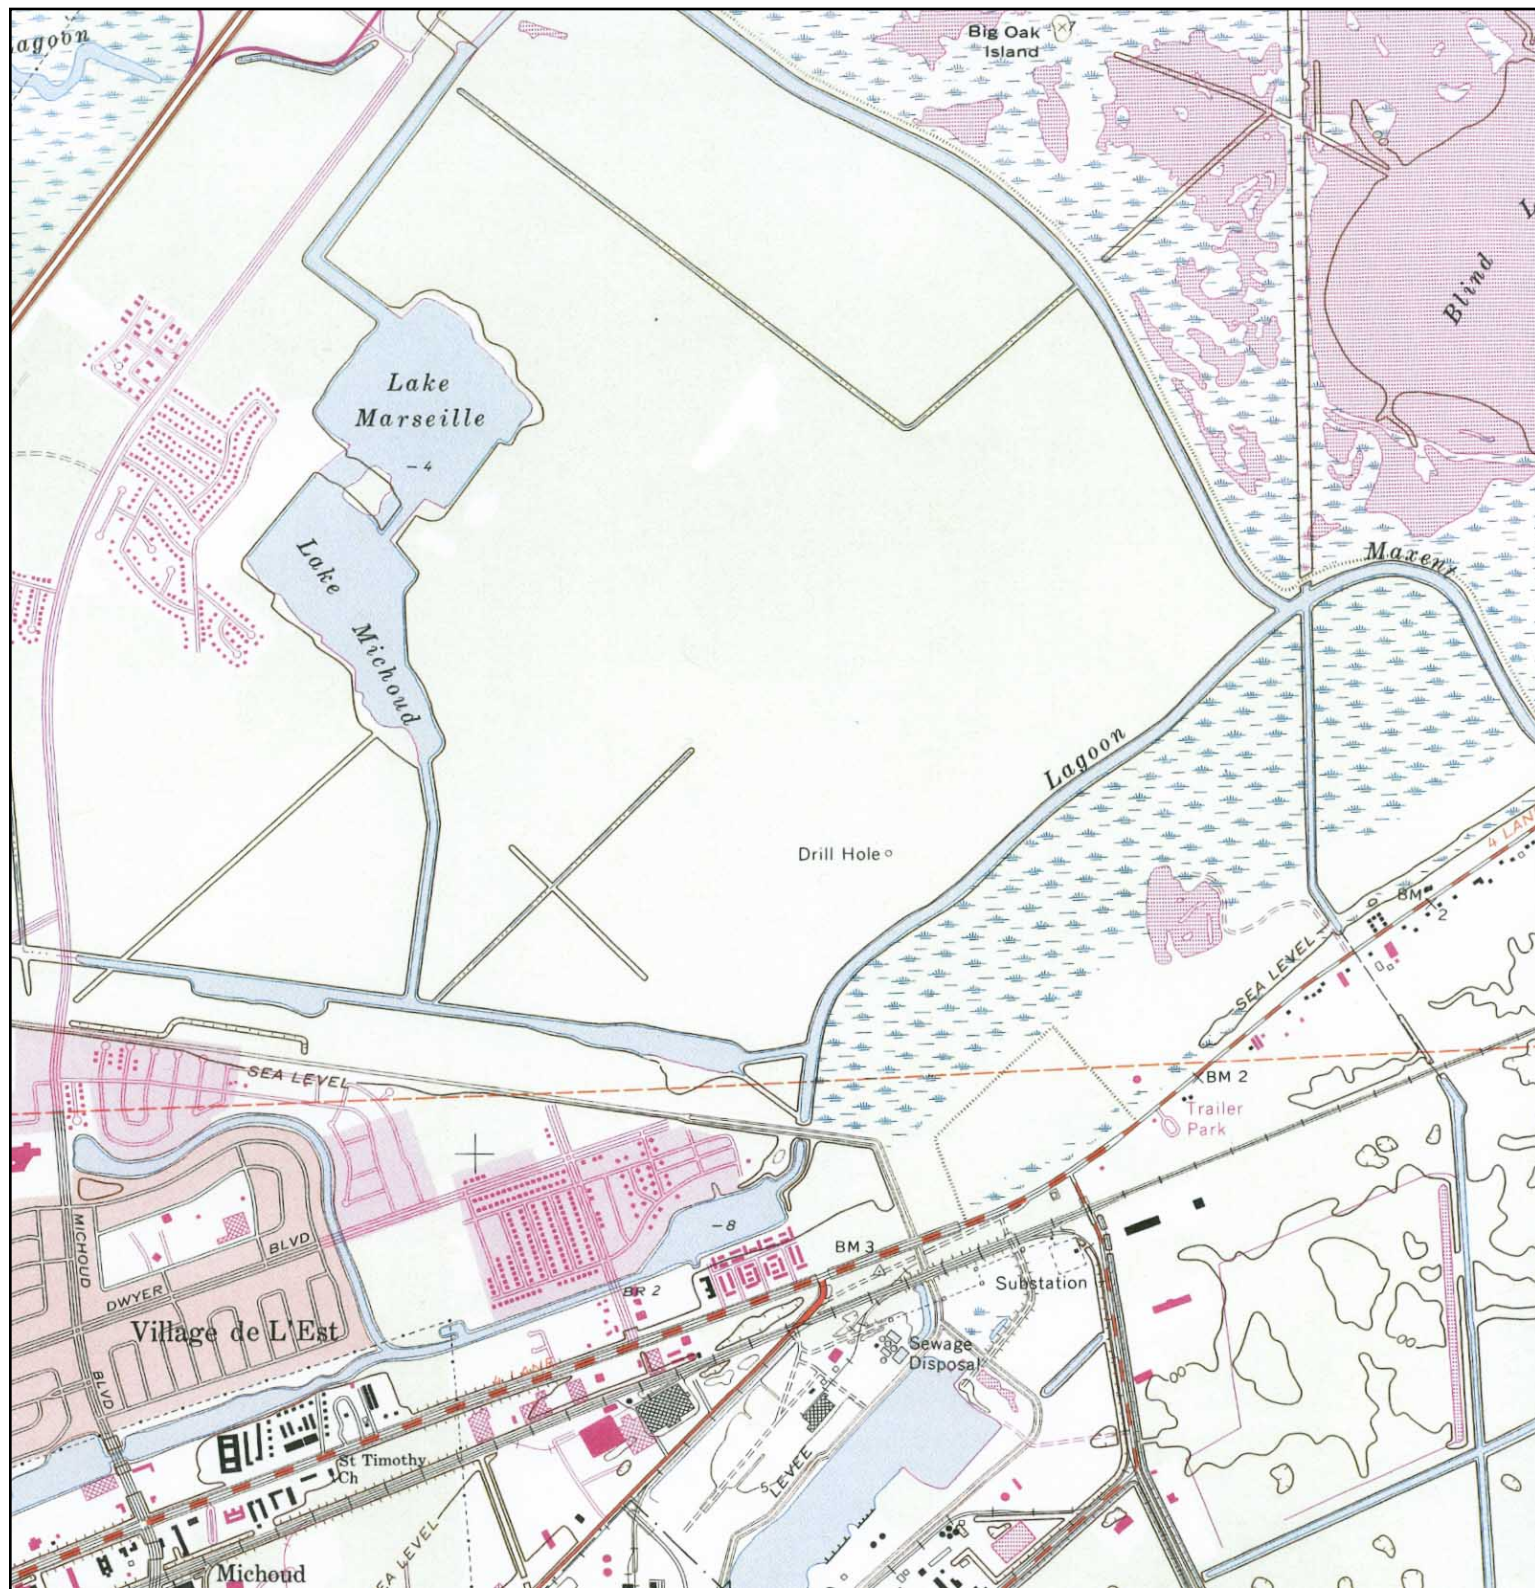 Lagoon
Big Oak
Island
7
Blind
L
Lake
Marseille
-4
Lake
Michoud
Maxent
Lagoon
Drill Hole
4 LANE
BM
2
SEA LEVEL
SEA LEVEL
BM 2
Trailer
Park
MICHOUD
BLVD
DWYER
BLVD
-8
BM 3
BR 2
Substation
Village de L'Est
Sewage
Disposal
4 LANE
St Timothy
Ch
LEVEE
5
SEA LEVEL
Michoud